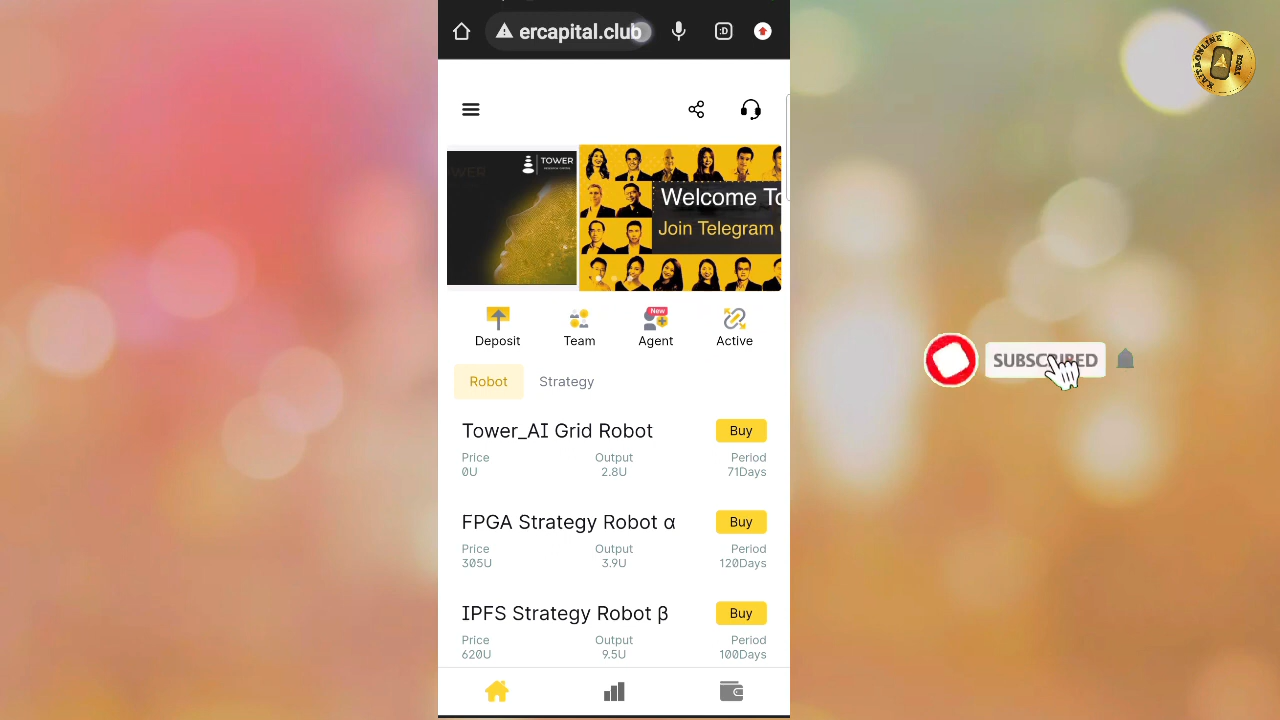 ercapital.club
:D
TOWER
Welcome To
Join Telegram
Deposit
Team
New
Agent
Active
Robot
Strategy
Tower_AI Grid Robot
Buy
Price
Output
Period
0U
2.8U
71Days
FPGA Strategy Robot α
Buy
Price
Output
Period
305U
3.9U
120Days
IPFS Strategy Robot β
Buy
Price
Output
Period
620U
9.5U
100Days
SUBSCRIBED